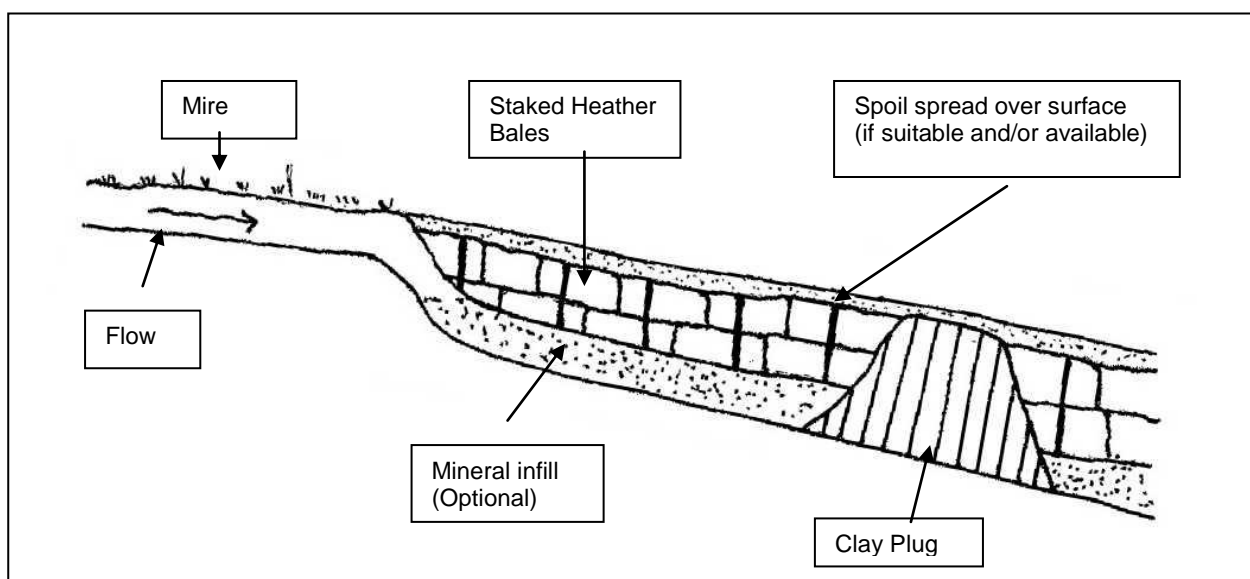 Mire
Staked Heather
Bales
Spoil spread over surface
(if suitable and/or available)
Flow
Mineral infill
(Optional)
Clay Plug